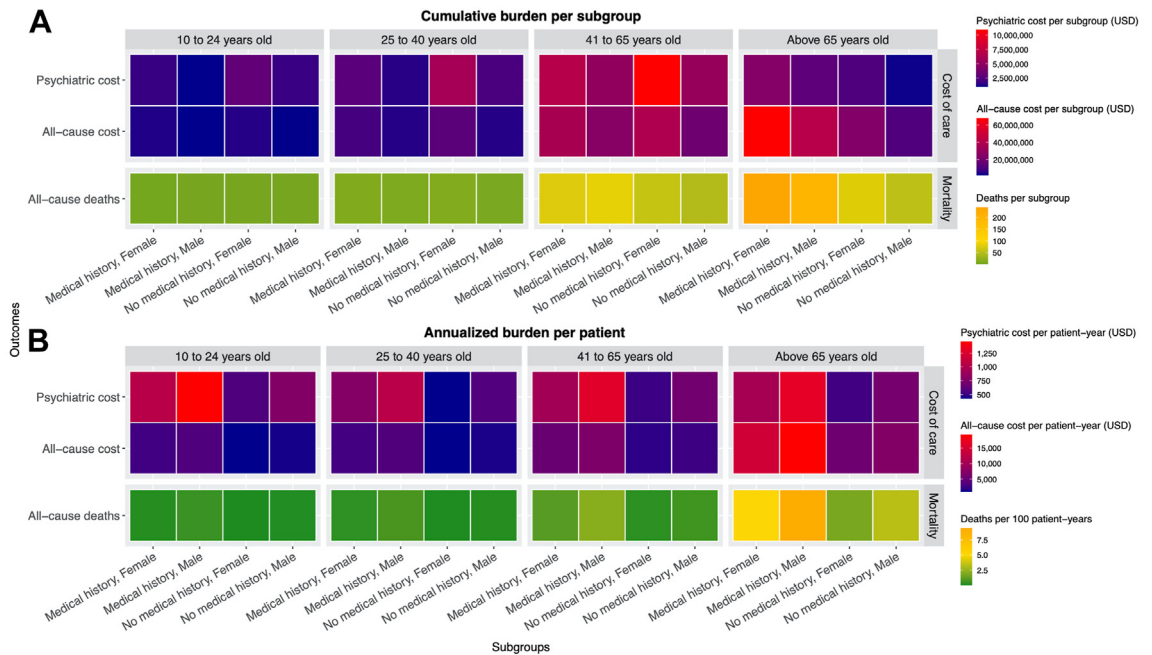 A
Cumulative burden per subgroup
10 to 24 years old
25 to 40 years old
41 to 65 years old
Above 65 years old
Psychiatric cost
All−cause cost
All−cause deaths
Cost of care
Mortality
Medical history, Female
Medical history, Male
No medical history, Female
No medical history, Male
Medical history, Female
Medical history, Male
No medical history, Female
No medical history, Male
Medical history, Female
Medical history, Male
No medical history, Female
No medical history, Male
Medical history, Female
Medical history, Male
No medical history, Female
No medical history, Male
Psychiatric cost per subgroup (USD)
10,000,000
7,500,000
5,000,000
2,500,000
All−cause cost per subgroup (USD)
60,000,000
40,000,000
20,000,000
Deaths per subgroup
200
150
100
50
Outcomes
B
Annualized burden per patient
10 to 24 years old
25 to 40 years old
41 to 65 years old
Above 65 years old
Psychiatric cost
All−cause cost
All−cause deaths
Cost of care
Mortality
Medical history, Female
Medical history, Male
No medical history, Female
No medical history, Male
Medical history, Female
Medical history, Male
No medical history, Female
No medical history, Male
Medical history, Female
Medical history, Male
No medical history, Female
No medical history, Male
Medical history, Female
Medical history, Male
No medical history, Female
No medical history, Male
Psychiatric cost per patient−year (USD)
1,250
1,000
750
500
All−cause cost per patient−year (USD)
15,000
10,000
5,000
Deaths per 100 patient−years
7.5
5.0
2.5
Subgroups